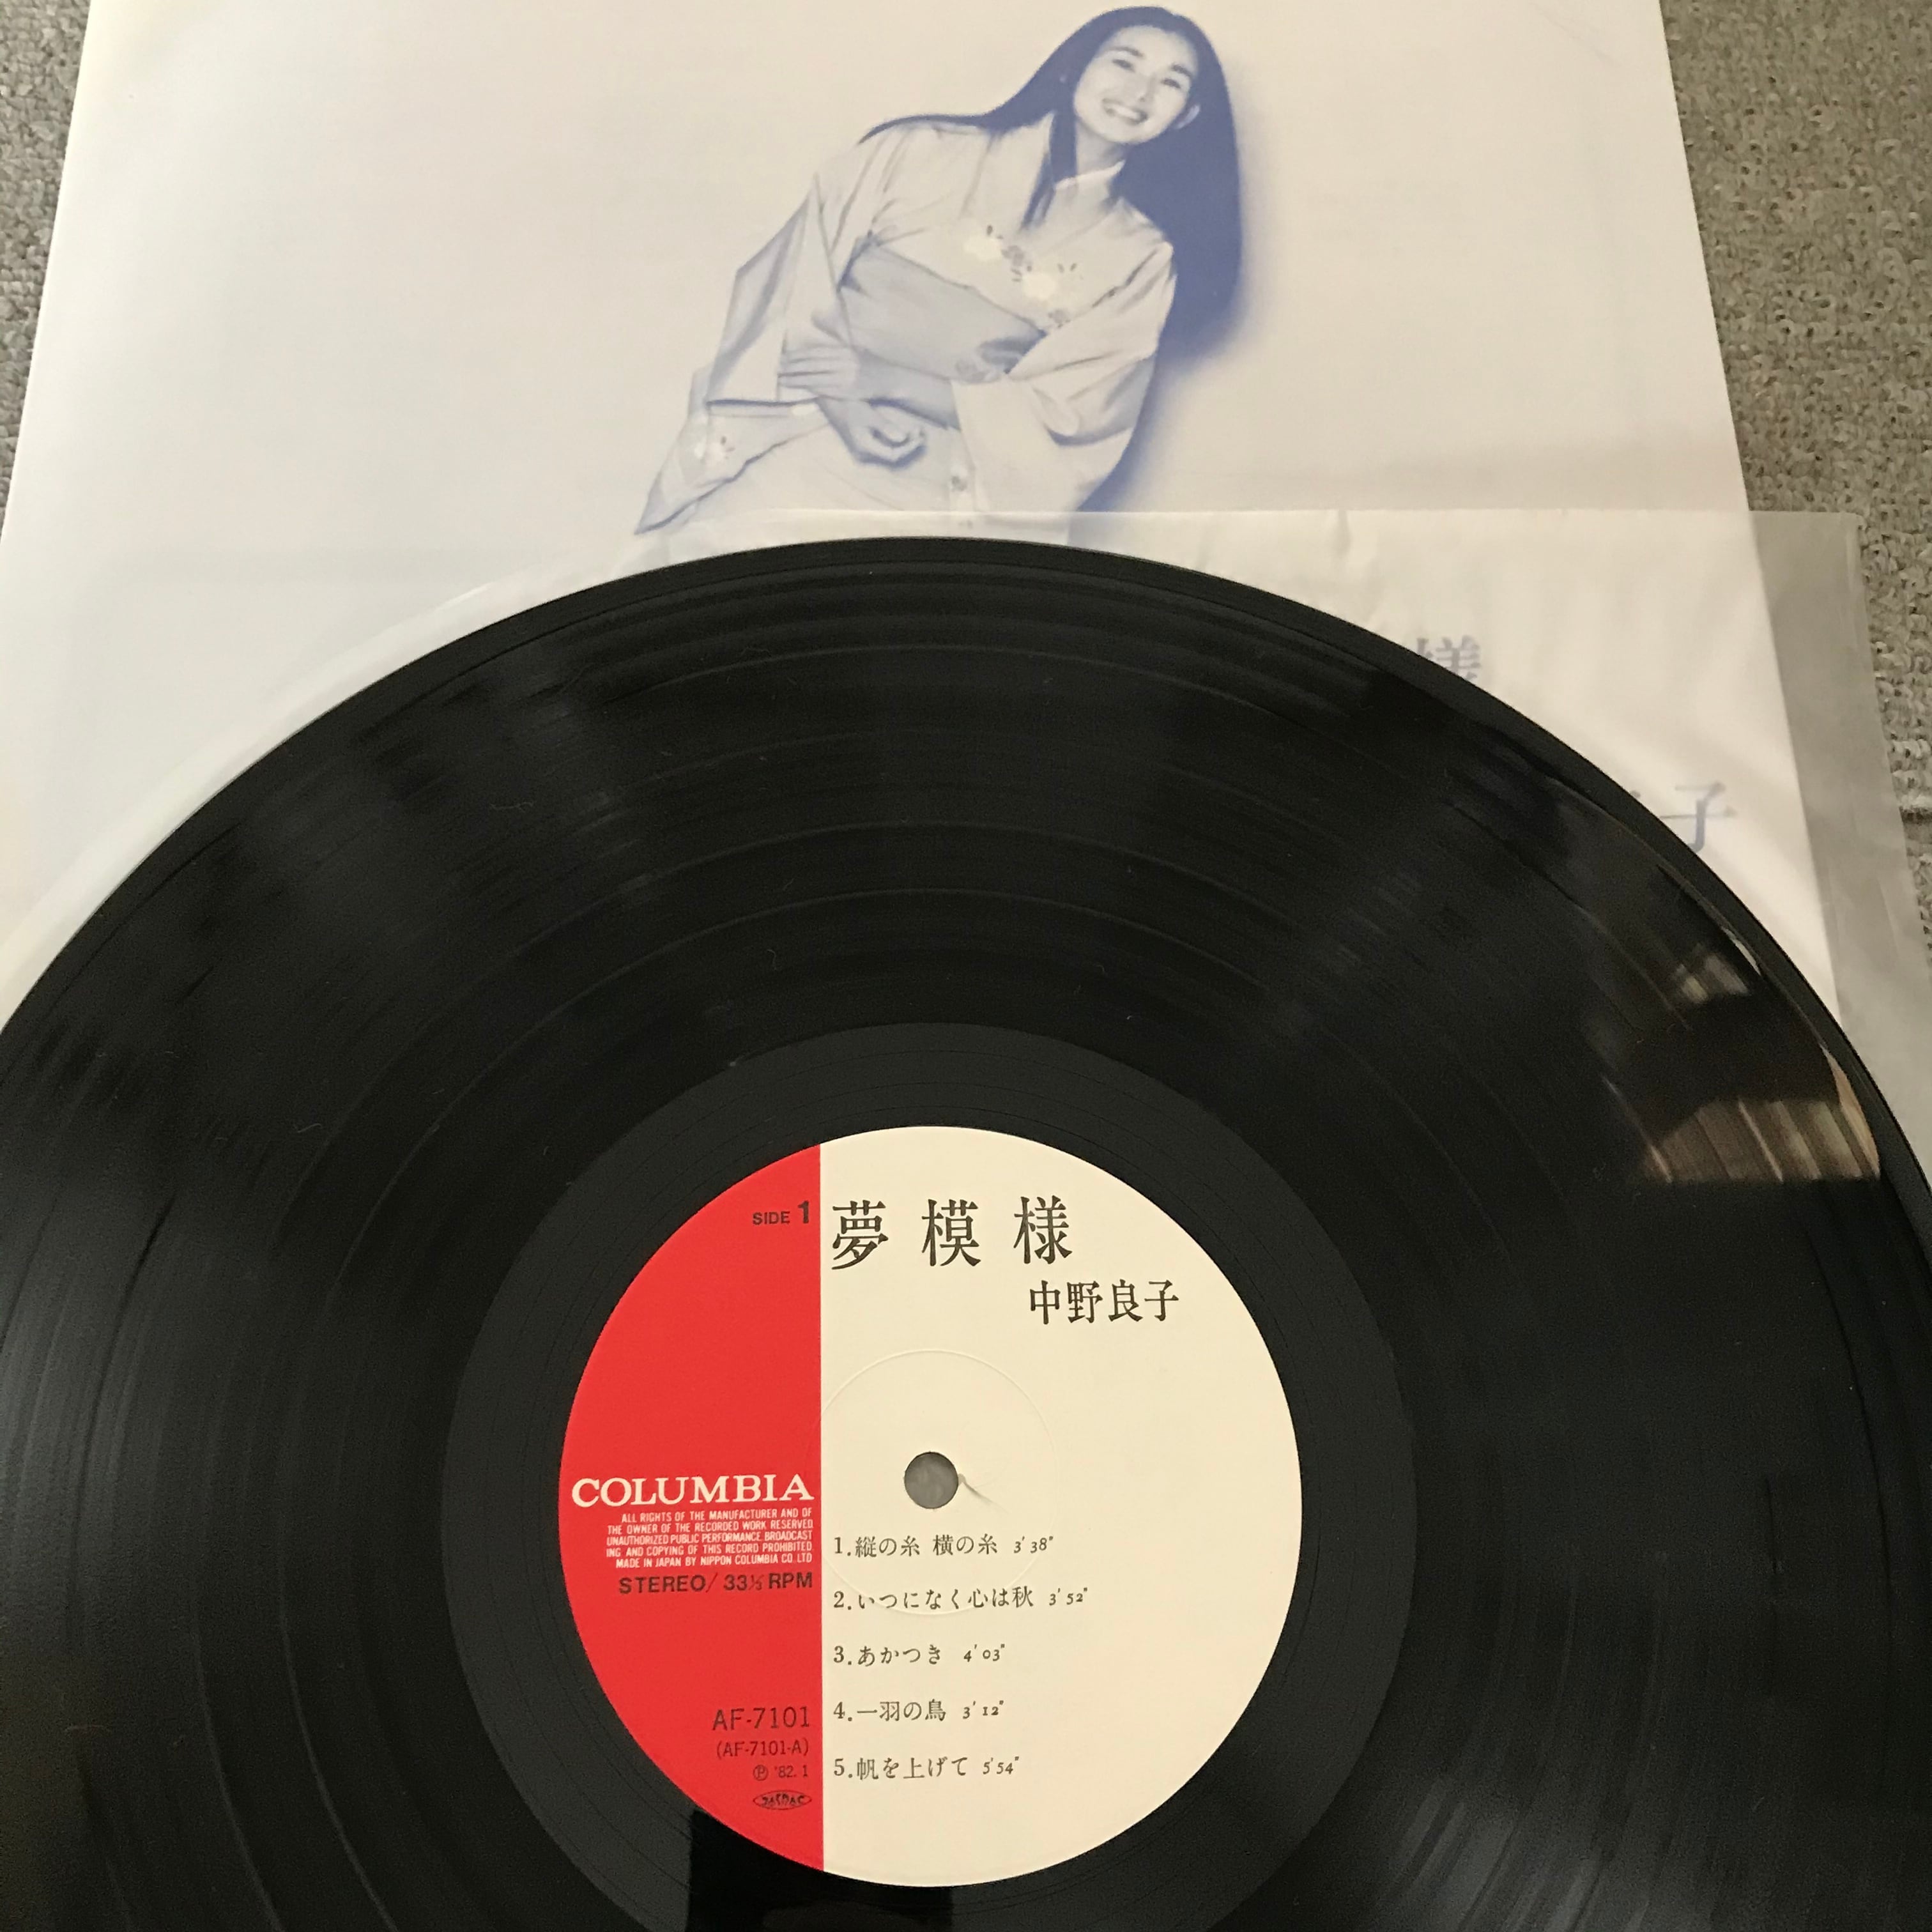 様
子
SIDE 1
夢模様
中野良子
COLUMBIA
ALL RIGHTS OF THE MANUFACTURER AND OF
THE OWNER OF THE RECORDED WORK RESERVED
UNAUTHORIZED PUBLIC PERFORMANCE, BROADCAST
ING AND COPYING OF THIS RECORD PROHIBITED
MADE IN JAPAN BY NIPPON COLUMBIA CO. LTD
STEREO/ 33⅓ RPM
1.縦の糸 横の糸 3′38″
2.いつになく心は秋 3′52″
3.あかつき 4′03″
4.一羽の鳥 3′12″
5.帆を上げて 5′54″
AF-7101
(AF-7101-A)
Ⓟ '82. 1
JASRAC